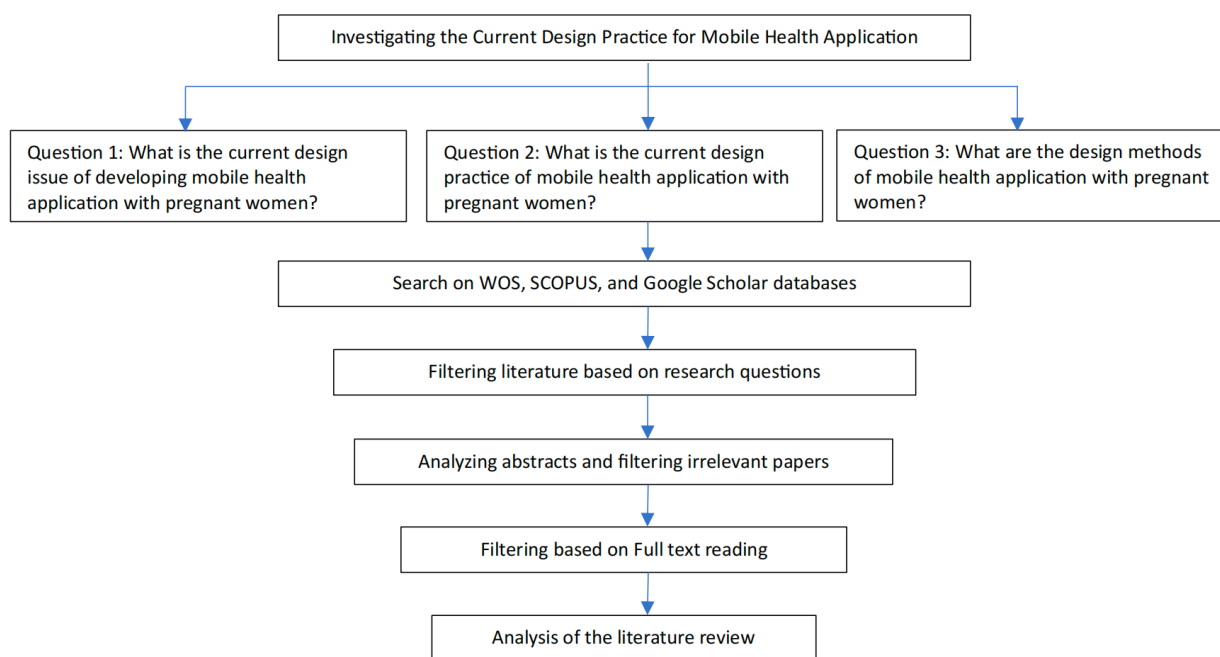 Investigating the Current Design Practice for Mobile Health Application
Question 1: What is the current design
issue of developing mobile health
application with pregnant women?
Question 2: What is the current design
practice of mobile health application with
pregnant women?
Question 3: What are the design methods
of mobile health application with pregnant
women?
Search on WOS, SCOPUS, and Google Scholar databases
Filtering literature based on research questions
Analyzing abstracts and filtering irrelevant papers
Filtering based on Full text reading
Analysis of the literature review